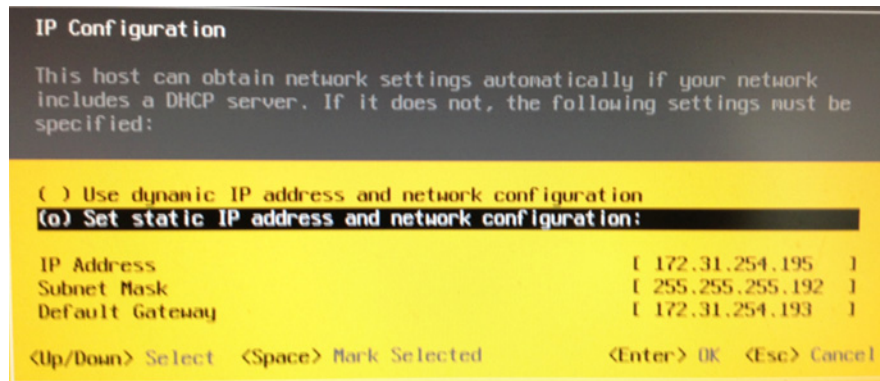 IP Configuration
This host can obtain network settings automatically if your network
includes a DHCP server. If it does not, the following settings must be
specified:
( ) Use dynamic IP address and network configuration
(o) Set static IP address and network configuration:
IP Address [ 172.31.254.195 ]
Subnet Mask [ 255.255.255.192 ]
Default Gateway [ 172.31.254.193 ]
<Up/Down> Select <Space> Mark Selected <Enter> OK <Esc> Cancel